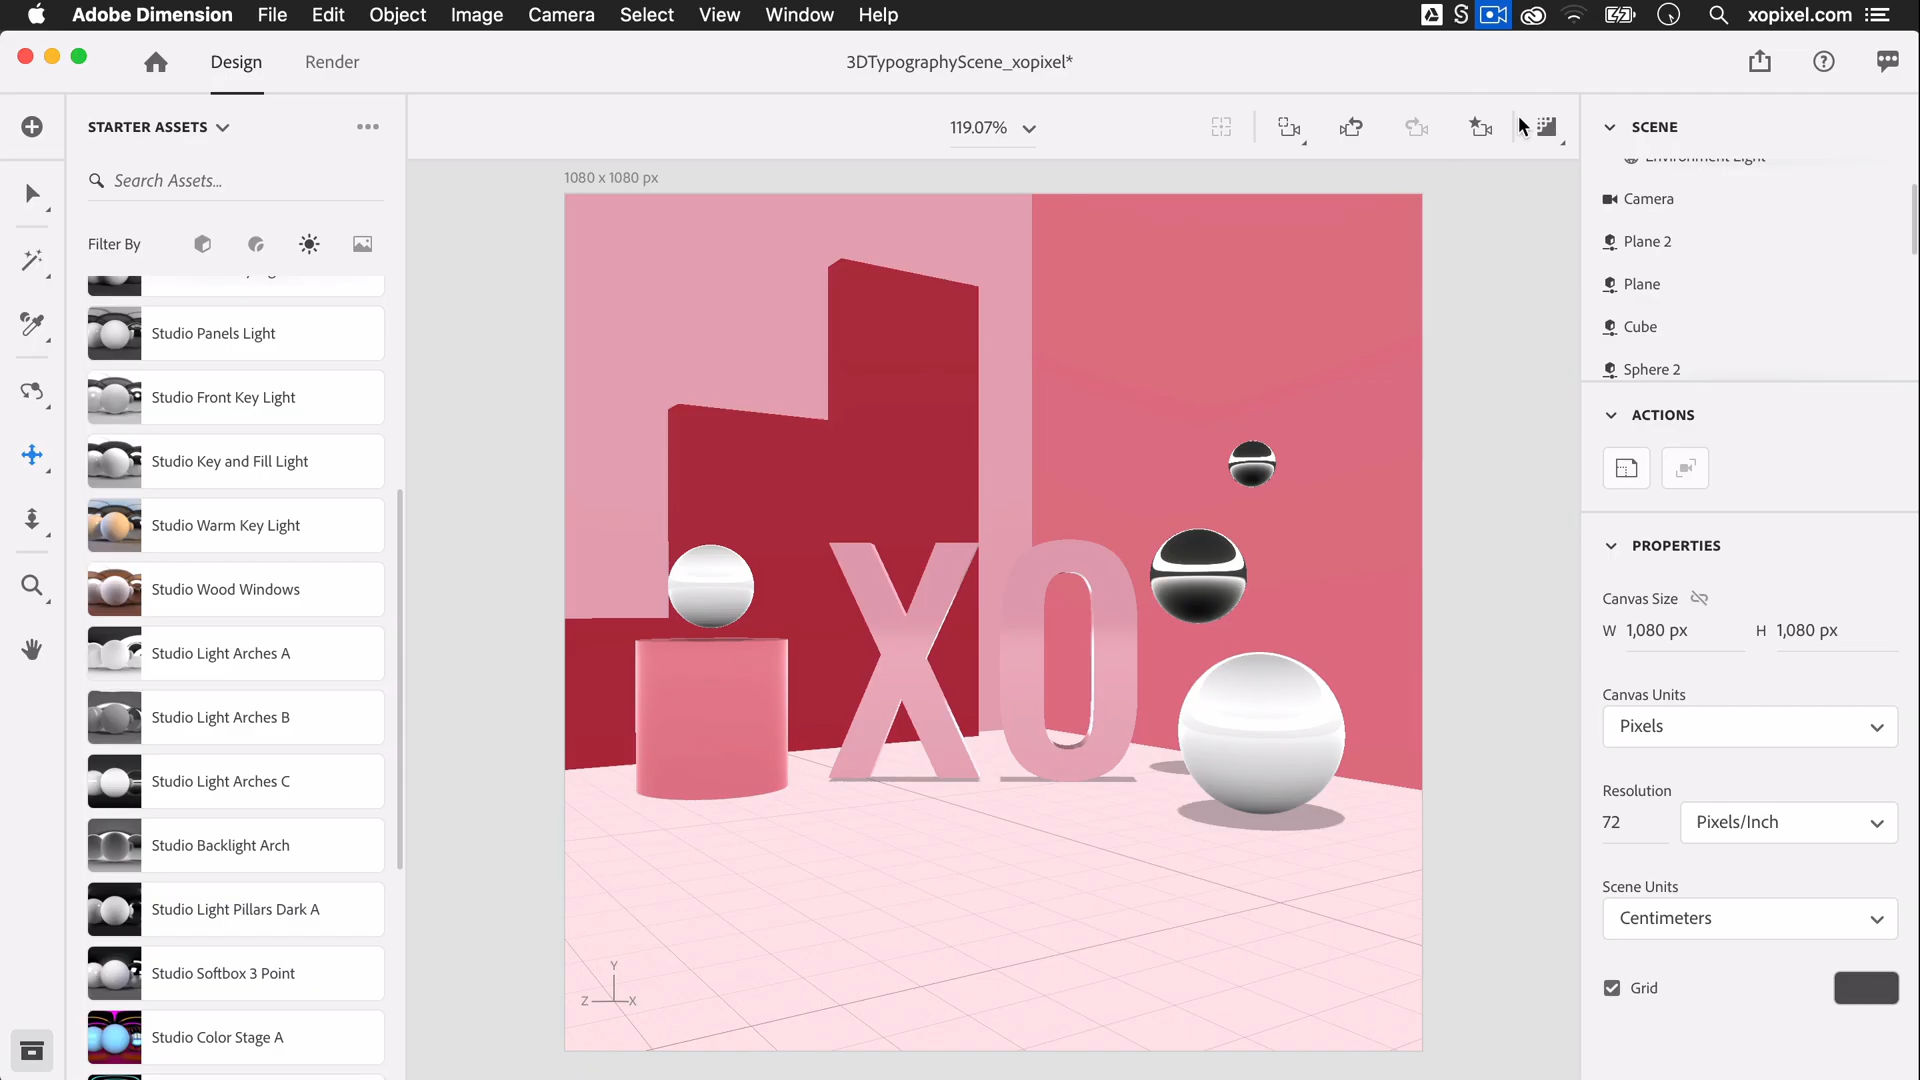 Adobe Dimension File Edit Object Image Camera Select View Window Help xopixel.com
Design Render 3DTypographyScene_xopixel*
STARTER ASSETS
Search Assets...
Filter By
Studio Panels Light
Studio Front Key Light
Studio Key and Fill Light
Studio Warm Key Light
Studio Wood Windows
Studio Light Arches A
Studio Light Arches B
Studio Light Arches C
Studio Backlight Arch
Studio Light Pillars Dark A
Studio Softbox 3 Point
Studio Color Stage A
119.07%
1080 x 1080 px
XO
Y
Z X
SCENE
Environment Light
Camera
Plane 2
Plane
Cube
Sphere 2
ACTIONS
PROPERTIES
Canvas Size
W 1,080 px H 1,080 px
Canvas Units
Pixels
Resolution
72 Pixels/Inch
Scene Units
Centimeters
Grid